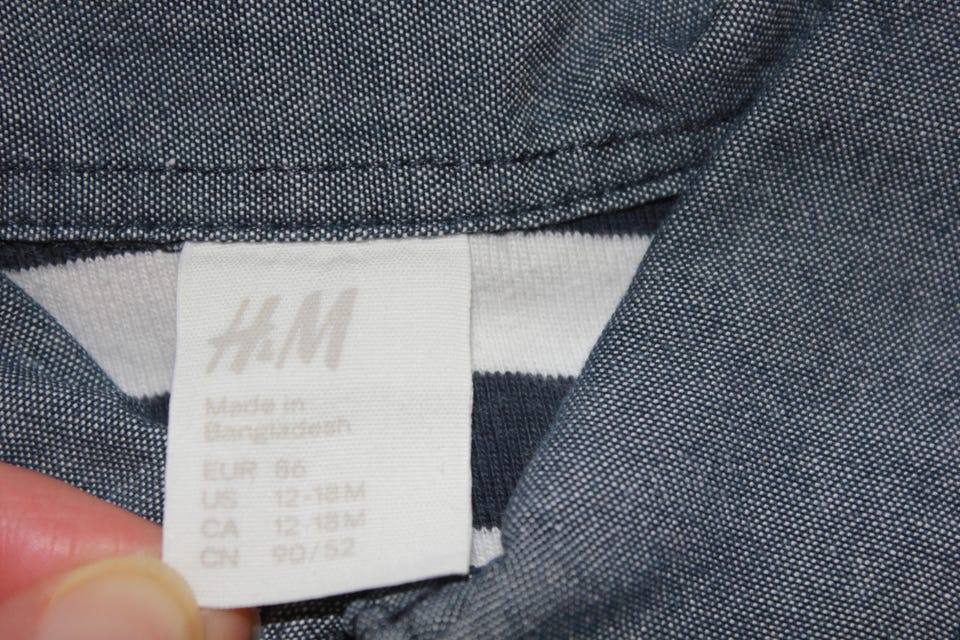 H&M
Made in
Bangladesh
EUR 86
US 12-18M
CA 12-18M
CN 90/52